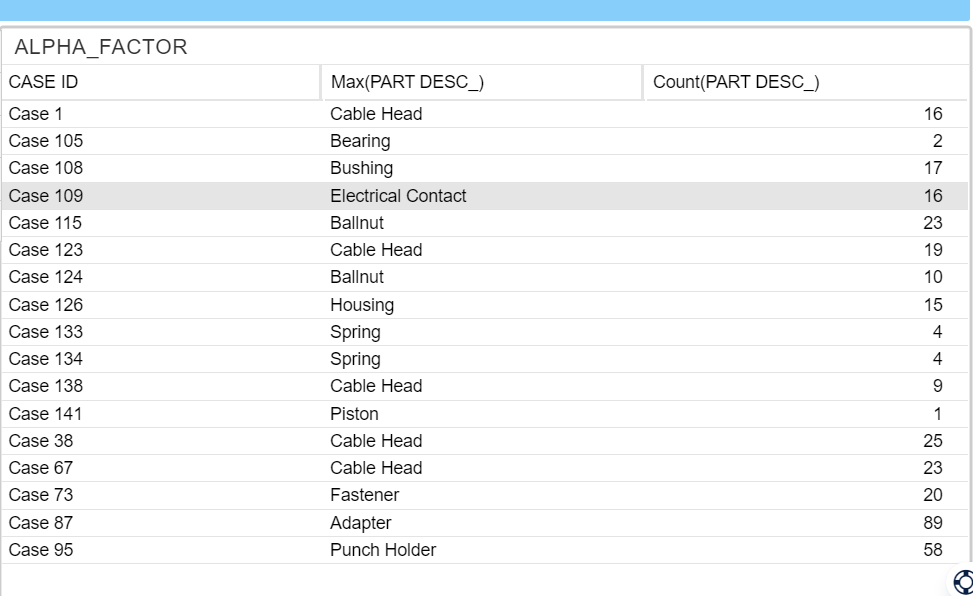 ALPHA_FACTOR
CASE ID Max(PART DESC_) Count(PART DESC_)
Case 1 Cable Head 16
Case 105 Bearing 2
Case 108 Bushing 17
Case 109 Electrical Contact 16
Case 115 Ballnut 23
Case 123 Cable Head 19
Case 124 Ballnut 10
Case 126 Housing 15
Case 133 Spring 4
Case 134 Spring 4
Case 138 Cable Head 9
Case 141 Piston 1
Case 38 Cable Head 25
Case 67 Cable Head 23
Case 73 Fastener 20
Case 87 Adapter 89
Case 95 Punch Holder 58